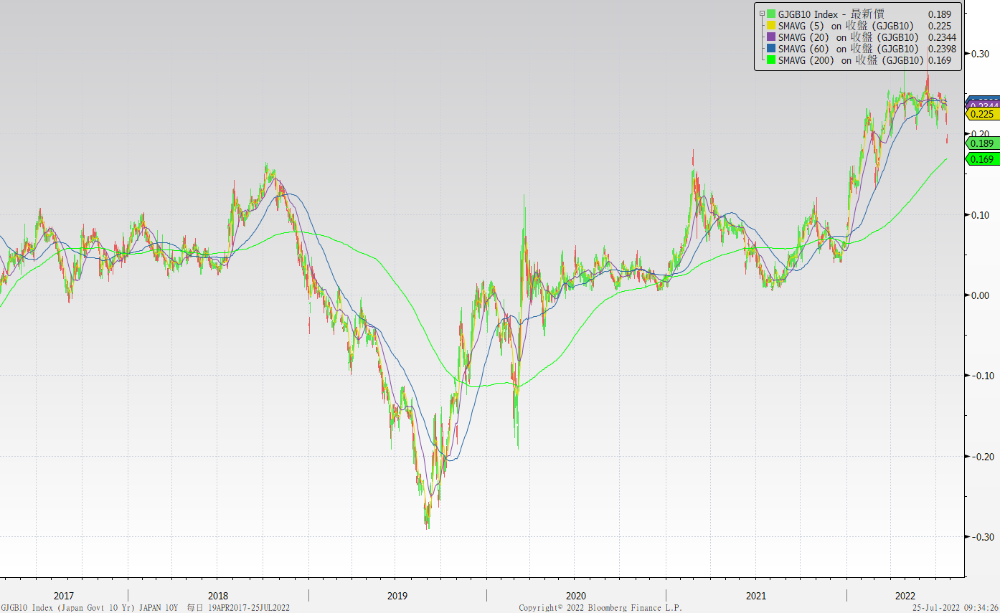 GJGB10 Index - 最新價 0.189
SMAVG (5) on 收盤 (GJGB10) 0.225
SMAVG (20) on 收盤 (GJGB10) 0.2344
SMAVG (60) on 收盤 (GJGB10) 0.2398
SMAVG (200) on 收盤 (GJGB10) 0.169
0.30
0.2344
0.225
0.20
0.189
0.169
0.10
0.00
-0.10
-0.20
-0.30
2017 2018 2019 2020 2021 2022
GJGB10 Index (Japan Govt 10 Yr) JAPAN 10Y 每日 19APR2017-25JUL2022 Copyright© 2022 Bloomberg Finance L.P. 25-Jul-2022 09:34:26